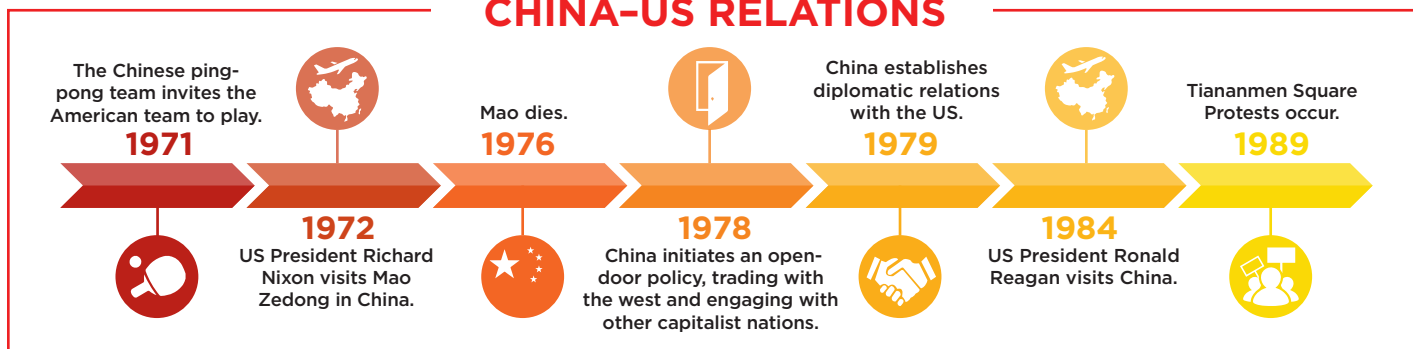 CHINA–US RELATIONS
The Chinese ping-
pong team invites the
American team to play.
1971
1972
US President Richard
Nixon visits Mao
Zedong in China.
Mao dies.
1976
1978
China initiates an open-
door policy, trading with
the west and engaging with
other capitalist nations.
China establishes
diplomatic relations
with the US.
1979
1984
US President Ronald
Reagan visits China.
Tiananmen Square
Protests occur.
1989